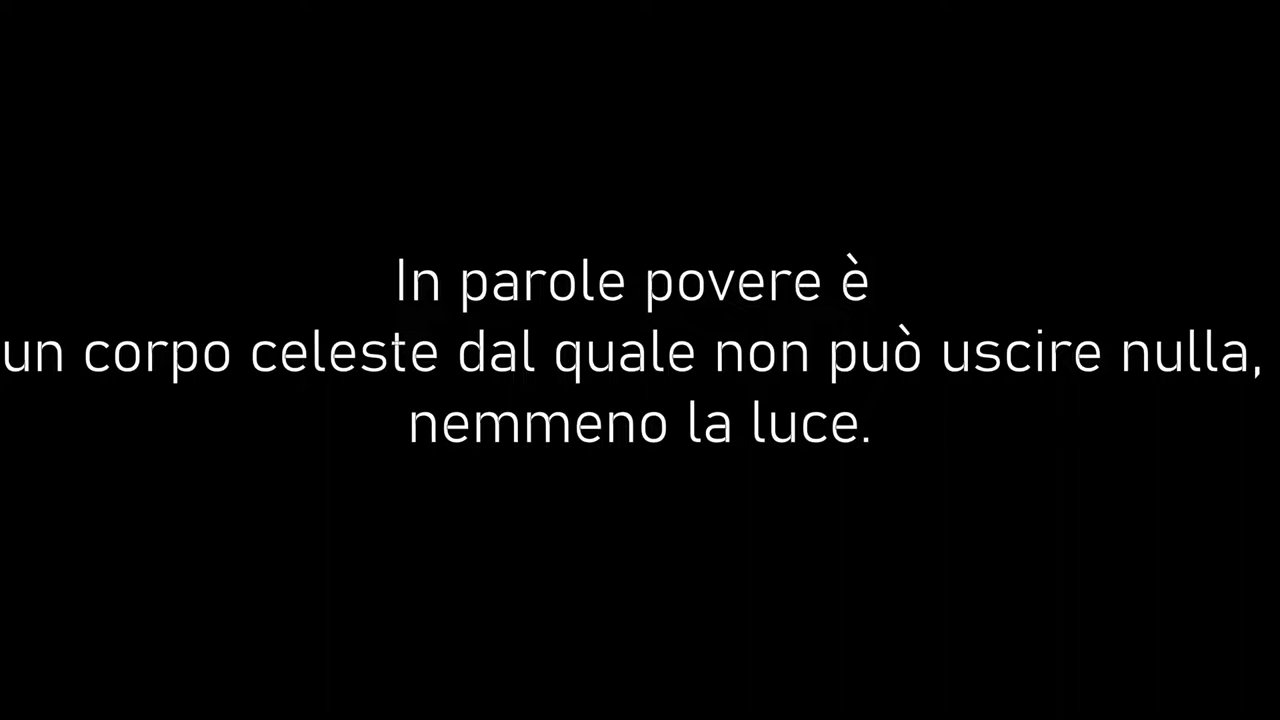 In parole povere è
un corpo celeste dal quale non può uscire nulla,
nemmeno la luce.